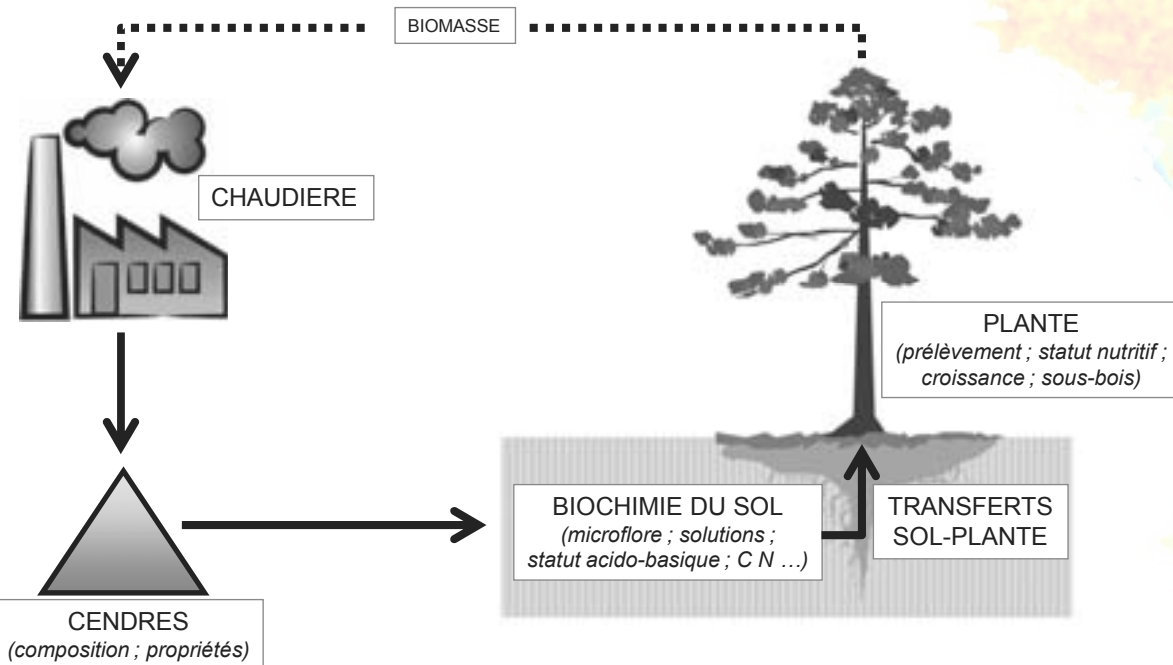 BIOMASSE
CHAUDIERE
PLANTE
(prélèvement ; statut nutritif ;
croissance ; sous-bois)
BIOCHIMIE DU SOL
(microflore ; solutions ;
statut acido-basique ; C N ...)
TRANSFERTS
SOL-PLANTE
CENDRES
(composition ; propriétés)